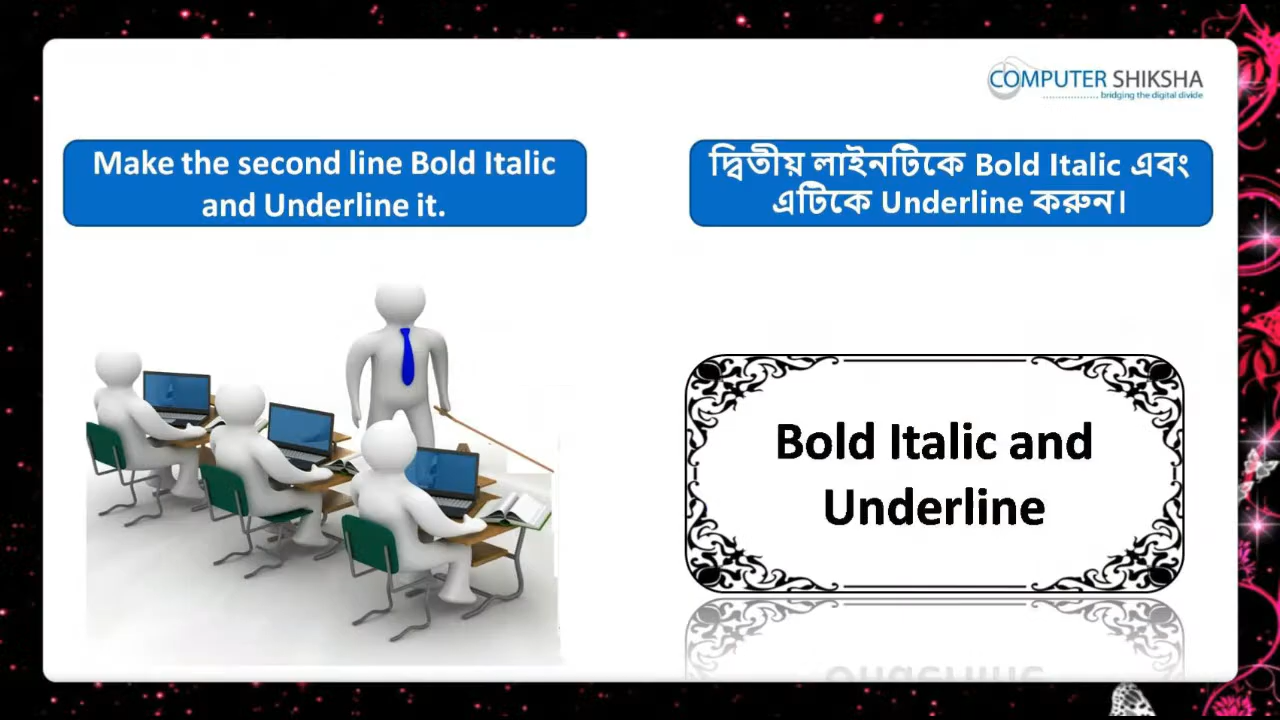 COMPUTER SHIKSHA
bridging the digital divide
Make the second line Bold Italic
and Underline it.
দ্বিতীয় লাইনটিকে Bold Italic এবং
এটিকে Underline করুন।
Bold Italic and
Underline